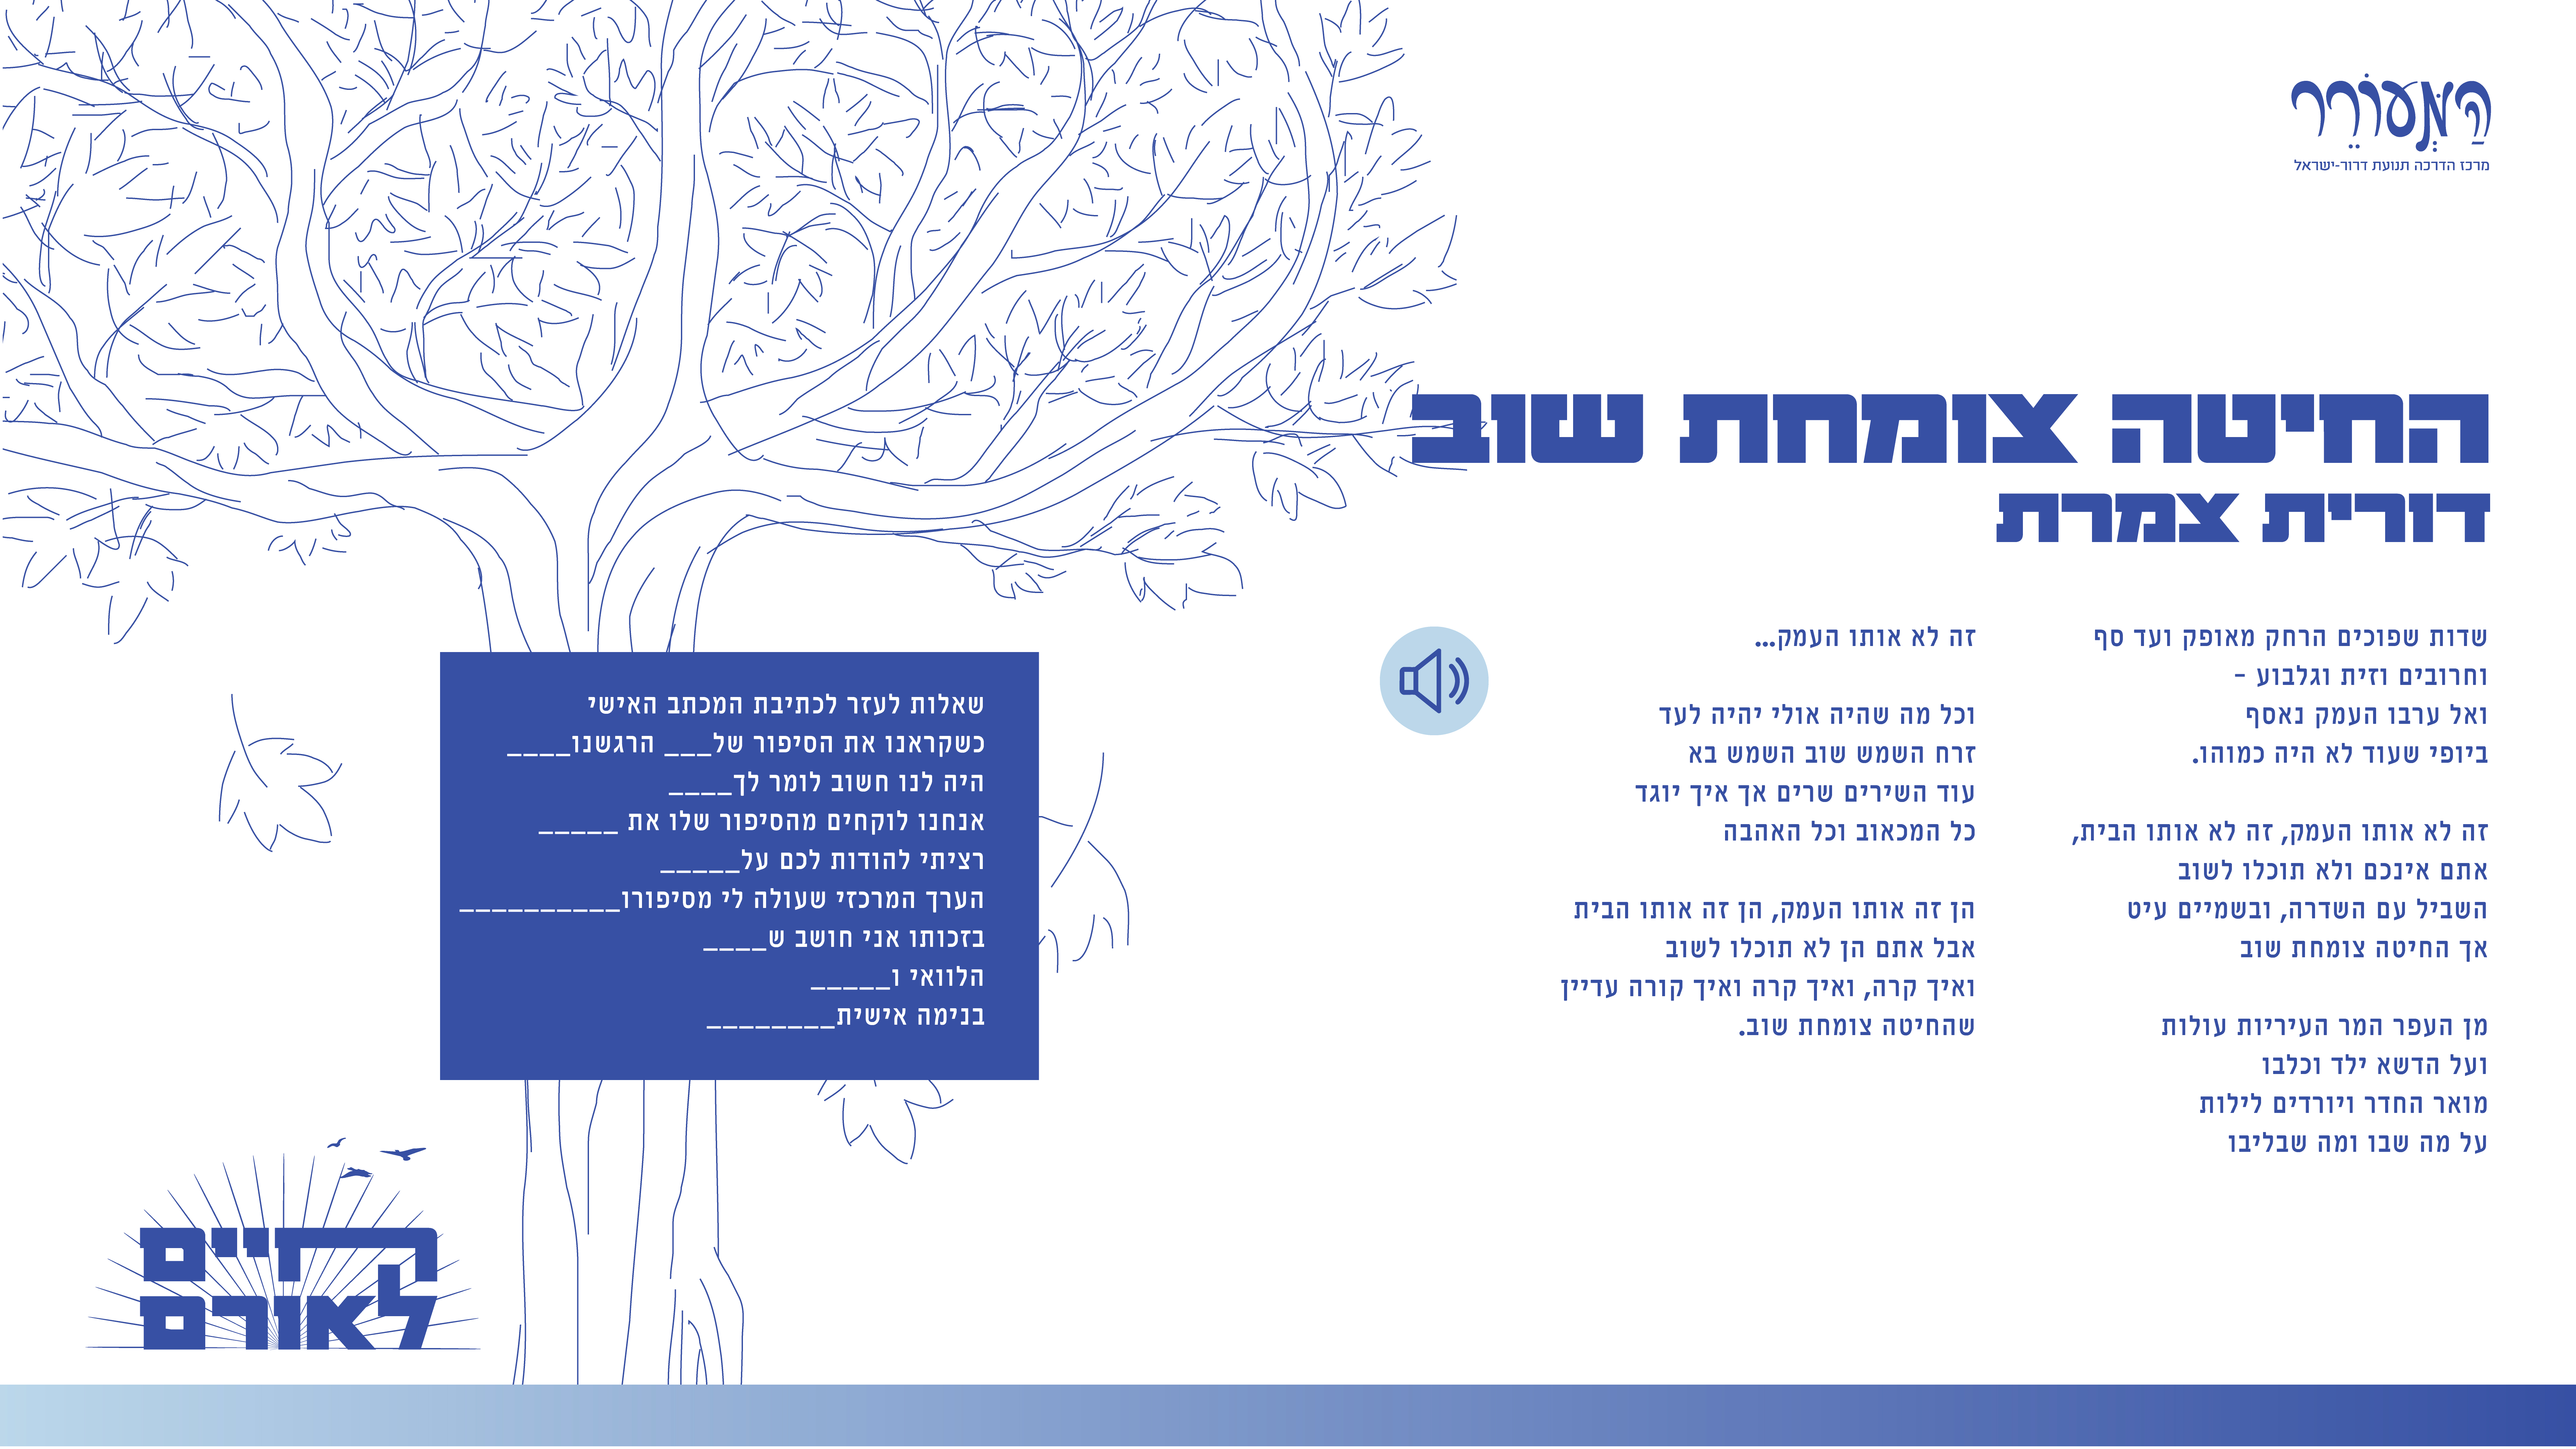 הַמְּעוֹרֵר
מרכז הדרכה תנועת דרור-ישראל
החיטה צומחת שוב
דורית צמרת
שדות שפוכים הרחק מאופק ועד סף
וחרובים וזית וגלבוע -
ואל ערבו העמק נאסף
ביופי שעוד לא היה כמוהו.
זה לא אותו העמק, זה לא אותו הבית,
אתם אינכם ולא תוכלו לשוב
השביל עם השדרה, ובשמיים עיט
אך החיטה צומחת שוב
מן העפר המר העיריות עולות
ועל הדשא ילד וכלבו
מואר החדר ויורדים לילות
על מה שבו ומה שבליבו
זה לא אותו העמק...
וכל מה שהיה אולי יהיה לעד
זרח השמש שוב השמש בא
עוד השירים שרים אך איך יוגד
כל המכאוב וכל האהבה
הן זה אותו העמק, הן זה אותו הבית
אבל אתם הן לא תוכלו לשוב
ואיך קרה, ואיך קרה ואיך קורה עדיין
שהחיטה צומחת שוב.
שאלות לעזר לכתיבת המכתב האישי
כשקראנו את הסיפור של___ הרגשנו____
היה לנו חשוב לומר לך____
אנחנו לוקחים מהסיפור שלו את _____
רציתי להודות לכם על_____
הערך המרכזי שעולה לי מסיפורו__________
בזכותו אני חושב ש____
הלוואי ו_____
בנימה אישית________
החיים
לאורם